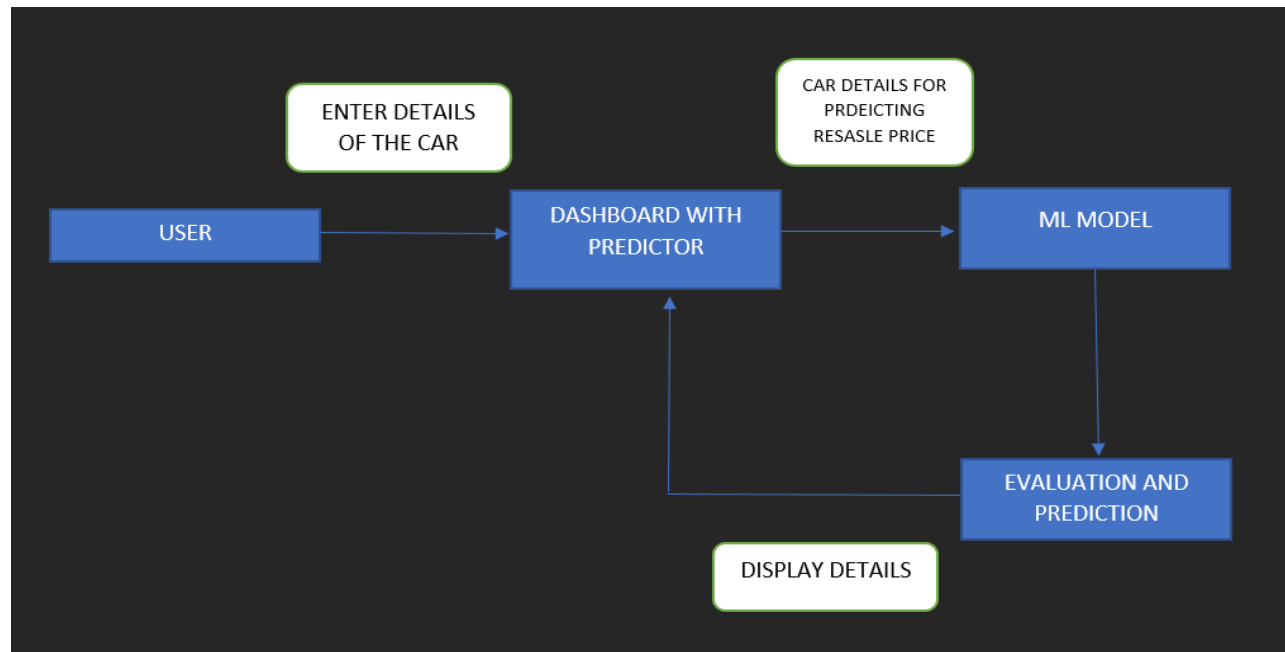 ENTER DETAILS
OF THE CAR
CAR DETAILS FOR
PRDEICTING
RESASLE PRICE
USER
DASHBOARD WITH
PREDICTOR
ML MODEL
EVALUATION AND
PREDICTION
DISPLAY DETAILS